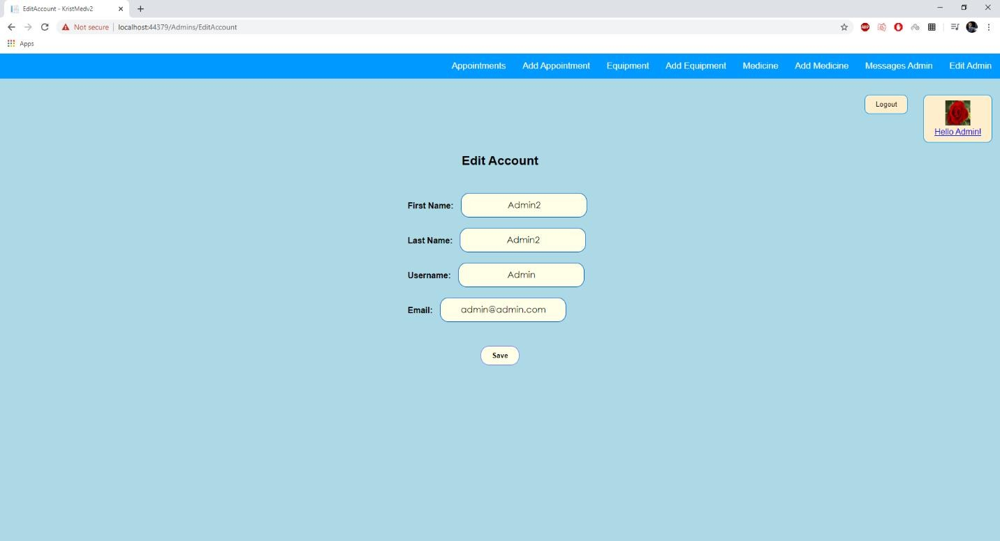 EditAccount - KristMedv2
Not secure localhost:44379/Admins/EditAccount
ABP
Apps
Appointments Add Appointment Equipment Add Equipment Medicine Add Medicine Messages Admin Edit Admin
Logout
Hello Admin!
Edit Account
First Name: Admin2
Last Name: Admin2
Username: Admin
Email: admin@admin.com
Save